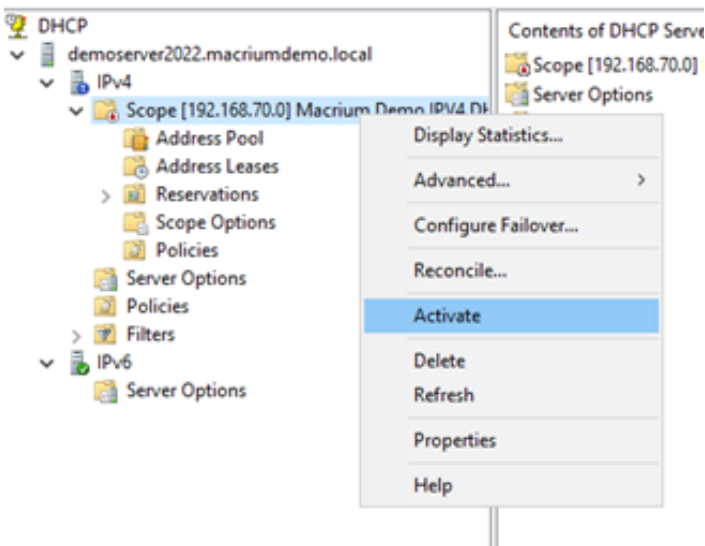 DHCP
demoserver2022.macriumdemo.local
IPv4
Scope [192.168.70.0] Macrium Demo IPV4
Address Pool
Address Leases
Reservations
Scope Options
Policies
Server Options
Policies
Filters
IPv6
Server Options
Display Statistics...
Advanced...
Configure Failover...
Reconcile...
Activate
Delete
Refresh
Properties
Help
Contents of DHCP
Scope [192.168.70.0]
Server Options